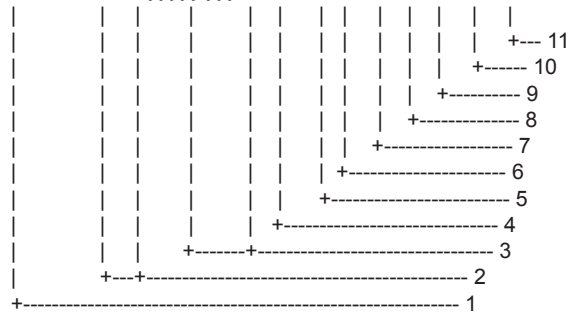 | | | | | | | | | | | | |
| | | | | | | | | | | | +--- 11
| | | | | | | | | | | +------ 10
| | | | | | | | | | +---------- 9
| | | | | | | | | +-------------- 8
| | | | | | | | +------------------ 7
| | | | | | | +---------------------- 6
| | | | | | +------------------------- 5
| | | | | +------------------------------ 4
| | | +-------+-------------------------------- 3
| +---+--------------------------------------------- 2
+------------------------------------------------------------- 1